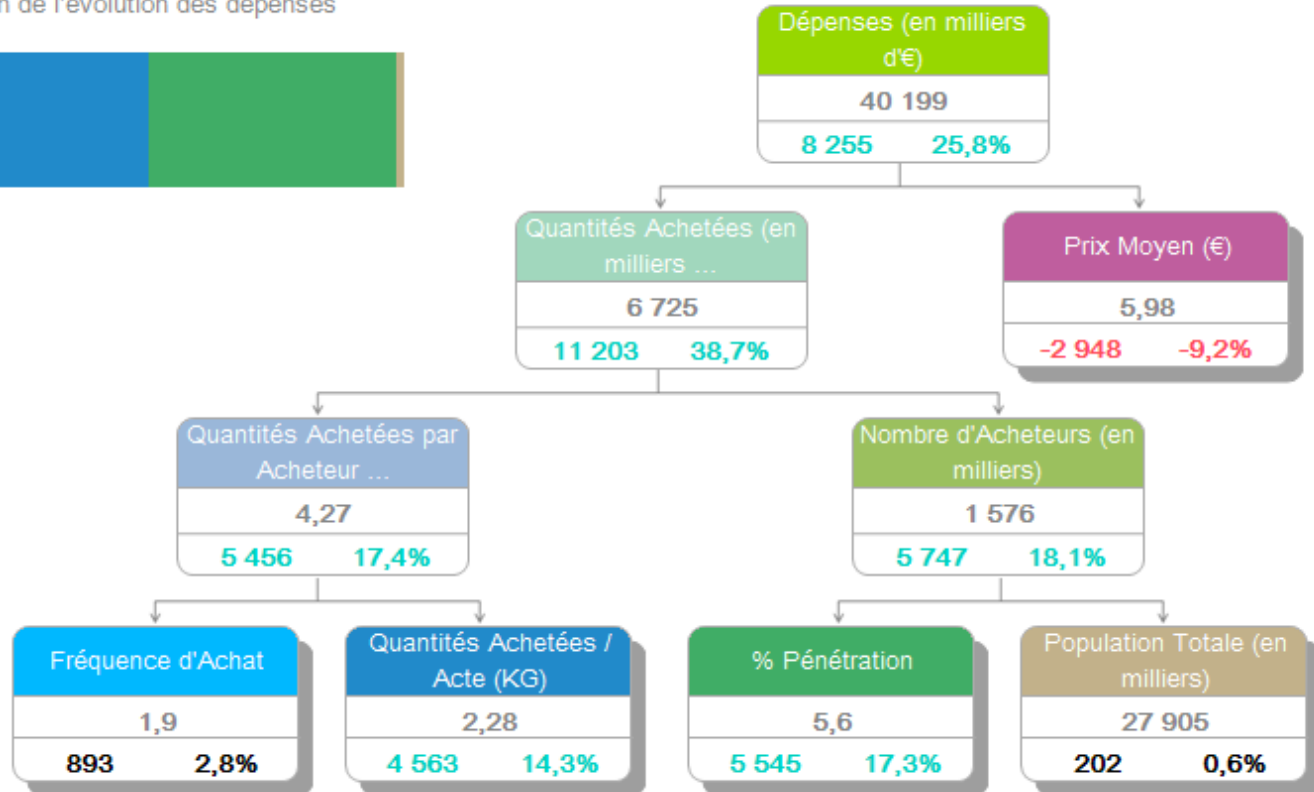 de l'évolution des dépenses
Dépenses (en milliers
d'€)
40 199
8 255 25,8%
Quantités Achetées (en
milliers ...
6 725
11 203 38,7%
Prix Moyen (€)
5,98
-2 948 -9,2%
Quantités Achetées par
Acheteur ...
4,27
5 456 17,4%
Nombre d'Acheteurs (en
milliers)
1 576
5 747 18,1%
Fréquence d'Achat
1,9
893 2,8%
Quantités Achetées /
Acte (KG)
2,28
4 563 14,3%
% Pénétration
5,6
5 545 17,3%
Population Totale (en
milliers)
27 905
202 0,6%